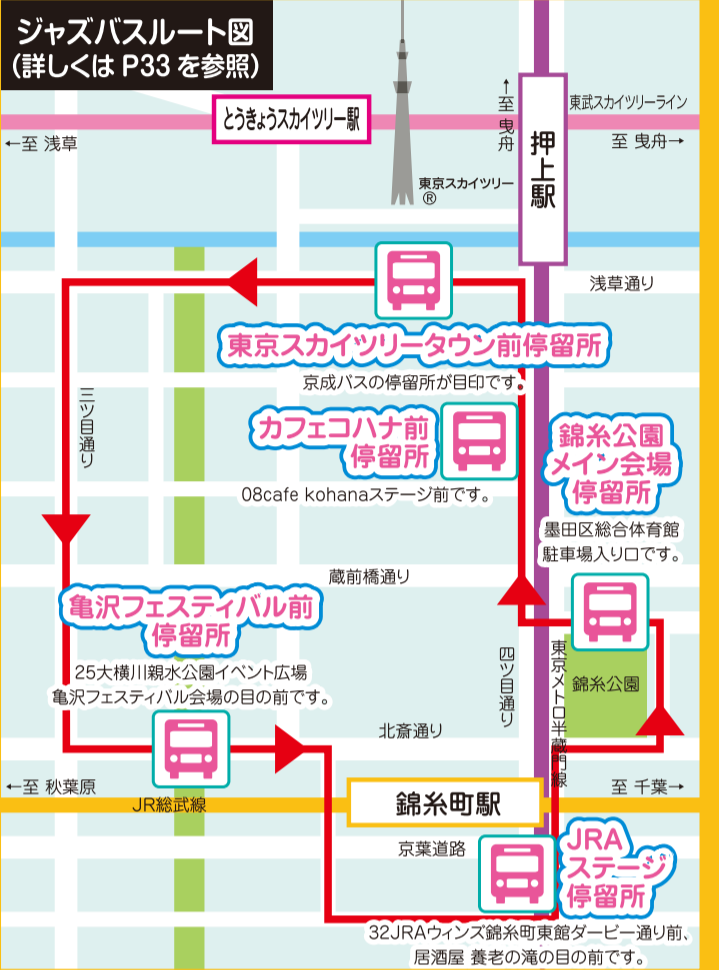 ジャズバスルート図
(詳しくは P33 を参照)
とうきょうスカイツリー駅
←至 浅草
←至 曳舟
東武スカイツリーライン
至 曳舟→
押上駅
東京スカイツリー
®
浅草通り
東京スカイツリータウン前停留所
京成バスの停留所が目印です。
三ツ目通り
カフェコハナ前
停留所
08cafe kohanaステージ前です。
錦糸公園
メイン会場
停留所
墨田区総合体育館
駐車場入り口です。
蔵前橋通り
亀沢フェスティバル前
停留所
25大横川親水公園イベント広場
亀沢フェスティバル会場の目の前です。
四ツ目通り
東京メトロ半蔵門線
錦糸公園
北斎通り
←至 秋葉原
JR総武線
錦糸町駅
至 千葉→
京葉道路
JRA
ステージ
停留所
32JRAウィンズ錦糸町東館ダービー通り前、
居酒屋 養老の滝の目の前です。